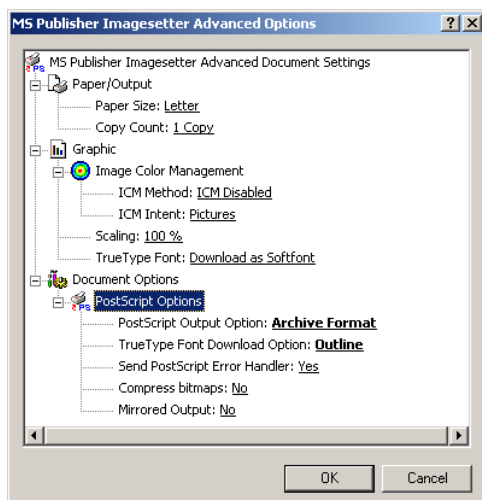 MS Publisher Imagesetter Advanced Options
MS Publisher Imagesetter Advanced Document Settings
Paper/Output
Paper Size: Letter
Copy Count: 1 Copy
Graphic
Image Color Management
ICM Method: ICM Disabled
ICM Intent: Pictures
Scaling: 100 %
TrueType Font: Download as Softfont
Document Options
PostScript Options
PostScript Output Option: Archive Format
TrueType Font Download Option: Outline
Send PostScript Error Handler: Yes
Compress bitmaps: No
Mirrored Output: No
OK Cancel